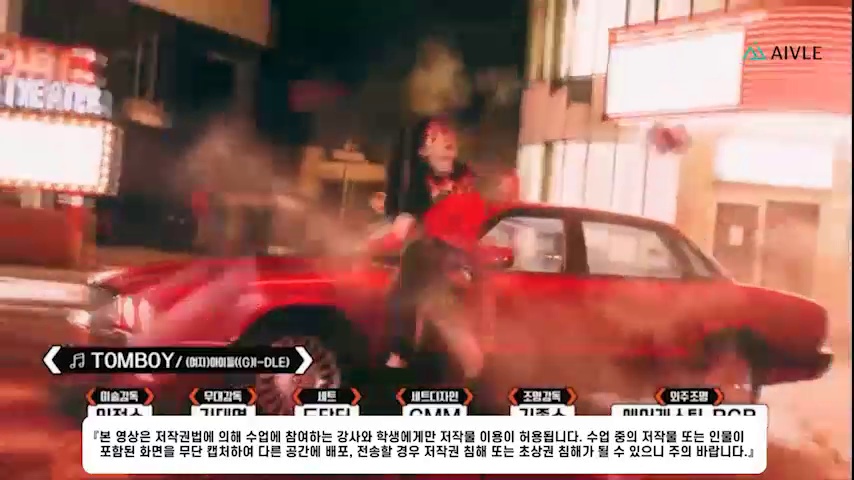 AIVLE
THEATER
TOMBOY/ (여자)아이들((G)I-DLE)
미술감독 무대감독 세트 세트디자인 조명감독 외주조명
『본 영상은 저작권법에 의해 수업에 참여하는 강사와 학생에게만 저작물 이용이 허용됩니다. 수업 중의 저작물 또는 인물이
포함된 화면을 무단 캡처하여 다른 공간에 배포, 전송할 경우 저작권 침해 또는 초상권 침해가 될 수 있으니 주의 바랍니다.』